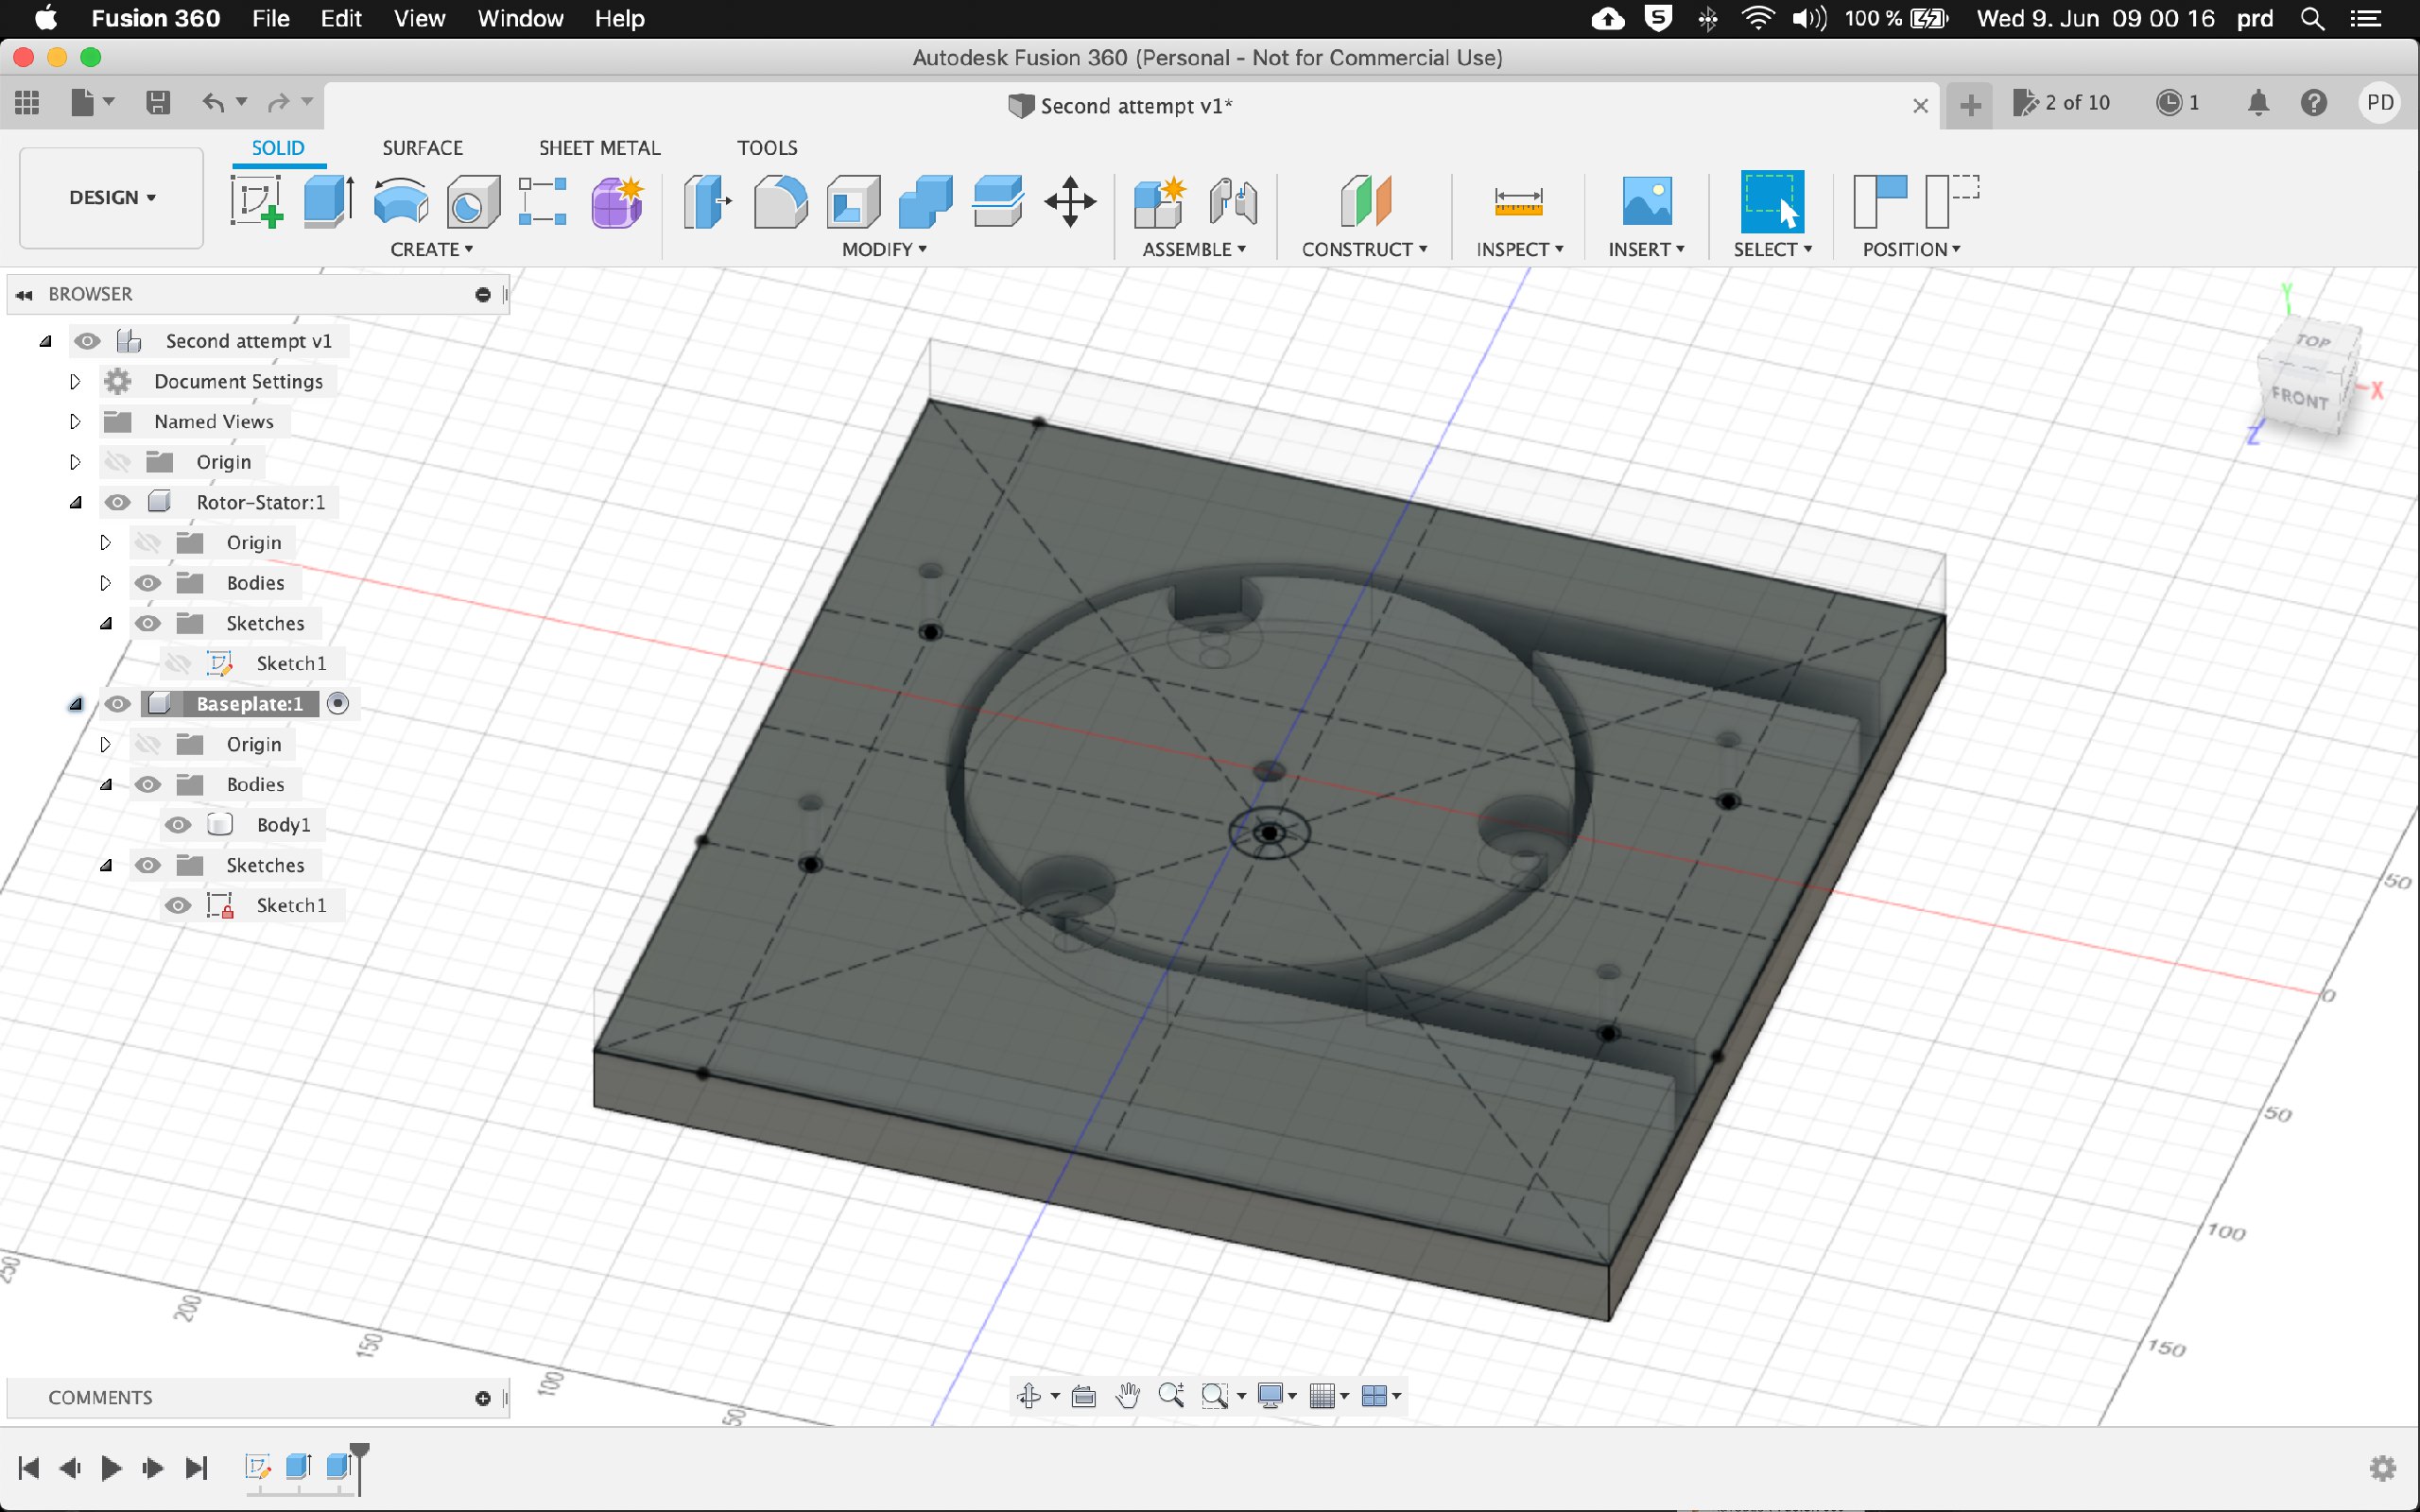 Fusion 360 File Edit View Window Help 100 % Wed 9. Jun 09 00 16 prd
Autodesk Fusion 360 (Personal - Not for Commercial Use)
Second attempt v1* 2 of 10 1 PD
SOLID SURFACE SHEET METAL TOOLS
DESIGN
CREATE MODIFY ASSEMBLE CONSTRUCT INSPECT INSERT SELECT POSITION
BROWSER
Second attempt v1
Document Settings
Named Views
Origin
Rotor-Stator:1
Origin
Bodies
Sketches
Sketch1
Baseplate:1
Origin
Bodies
Body1
Sketches
Sketch1
Y
TOP
FRONT
X
Z
50
0
50
100
150
250
200
150
100
50
COMMENTS